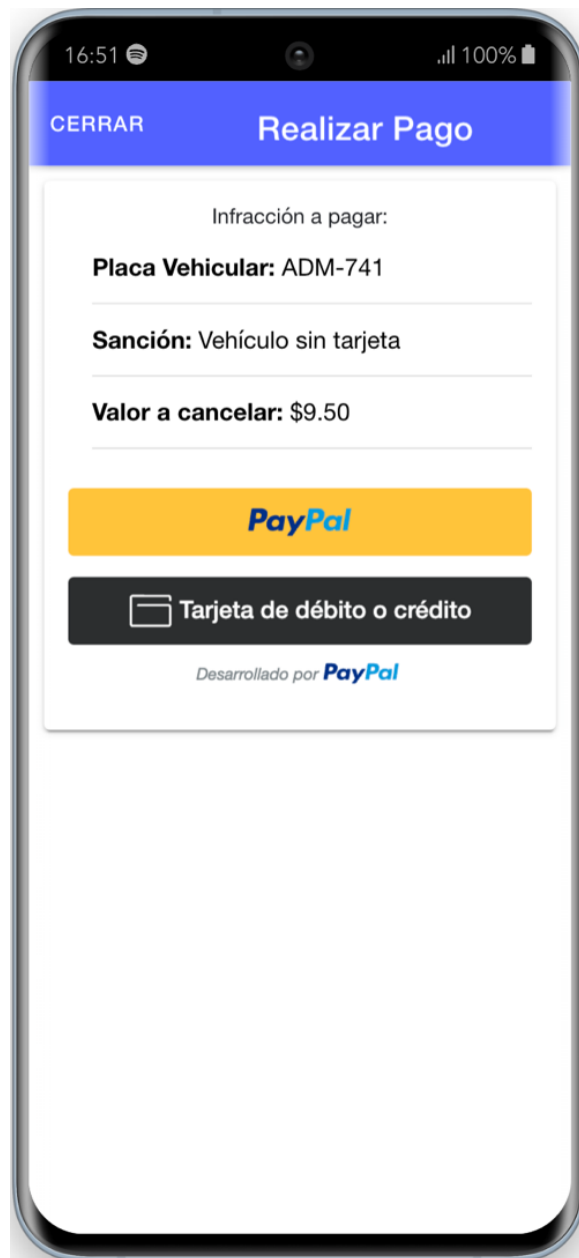 16:51 100%
CERRAR Realizar Pago
Infracción a pagar:
Placa Vehicular: ADM-741
Sanción: Vehículo sin tarjeta
Valor a cancelar: $9.50
PayPal
Tarjeta de débito o crédito
Desarrollado por PayPal